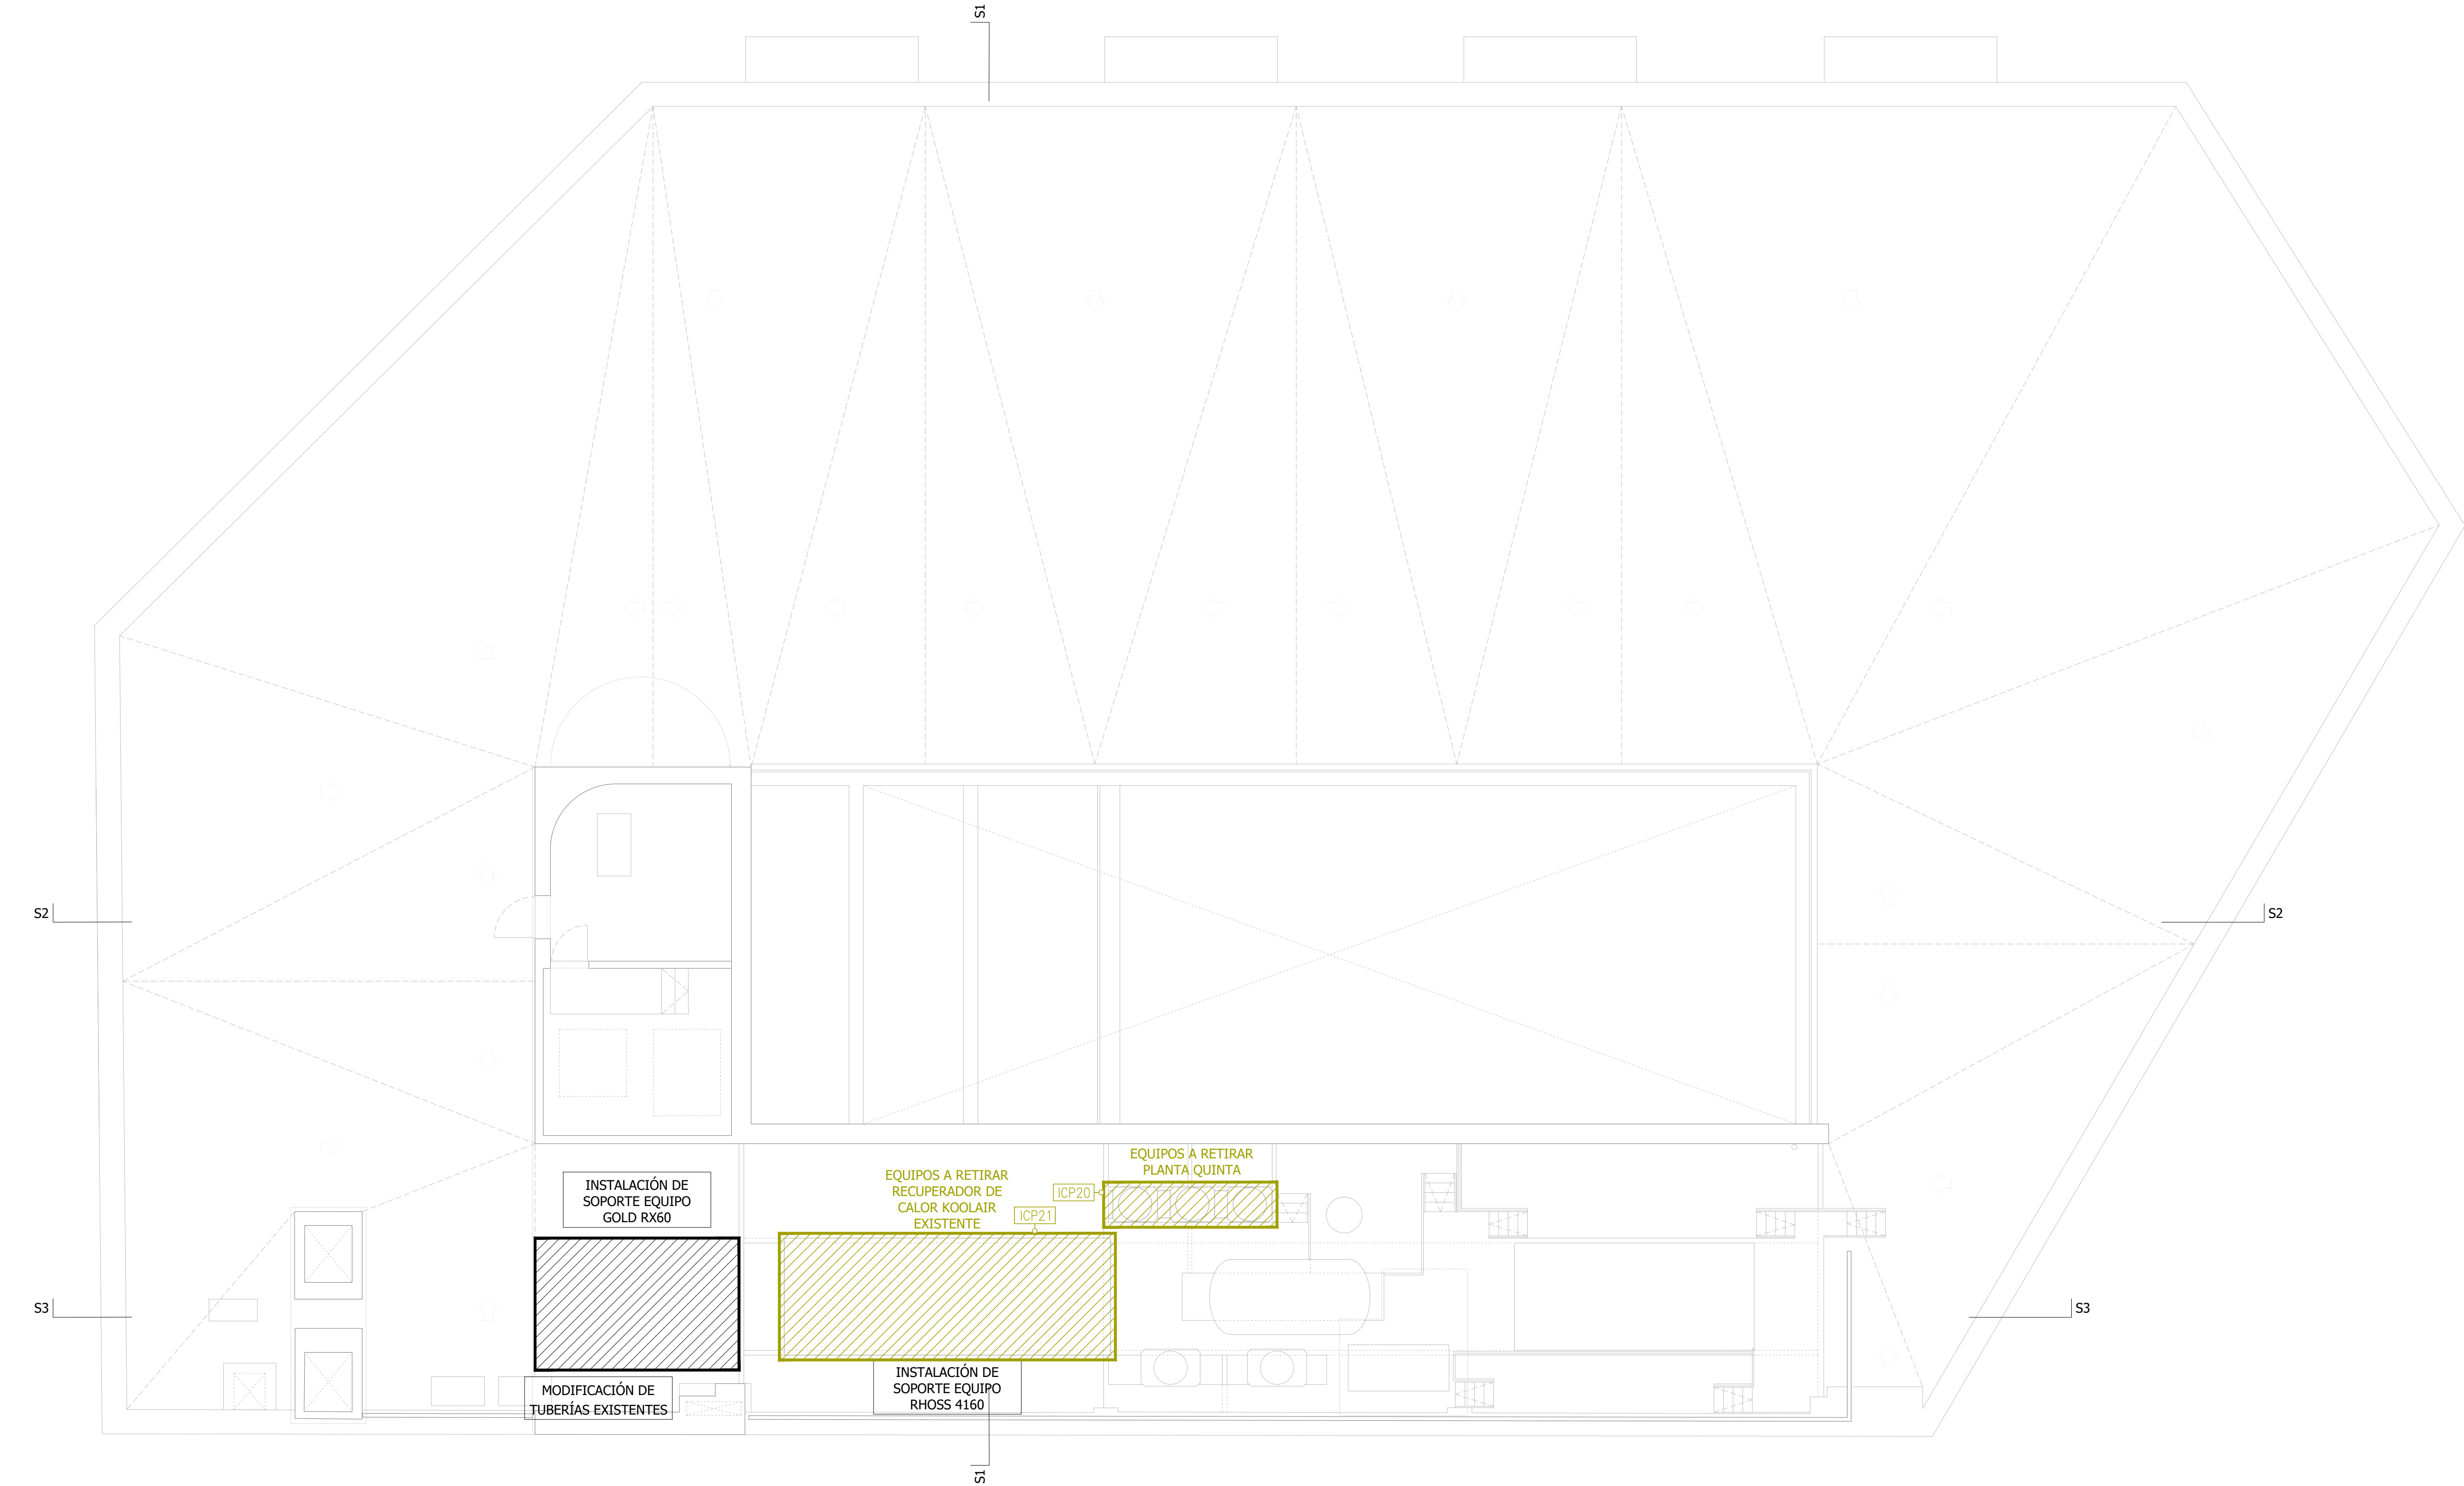 S1
S2
S2
EQUIPOS A RETIRAR
PLANTA QUINTA
EQUIPOS A RETIRAR
RECUPERADOR DE
CALOR KOOLAIR
EXISTENTE
ICP20
ICP21
INSTALACIÓN DE
SOPORTE EQUIPO
GOLD RX60
S3
S3
INSTALACIÓN DE
SOPORTE EQUIPO
RHOSS 4160
MODIFICACIÓN DE
TUBERÍAS EXISTENTES
S1